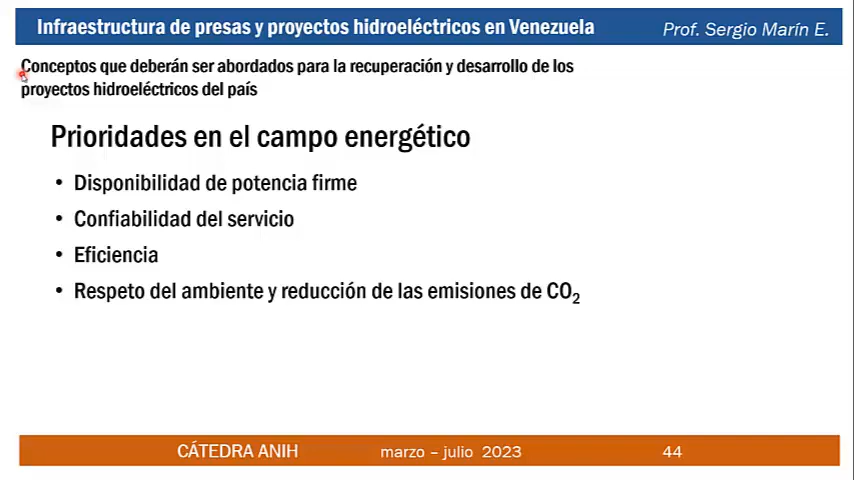 Infraestructura de presas y proyectos hidroeléctricos en Venezuela
Prof. Sergio Marín E.
Conceptos que deberán ser abordados para la recuperación y desarrollo de los
proyectos hidroeléctricos del país
Prioridades en el campo energético
• Disponibilidad de potencia firme
• Confiabilidad del servicio
• Eficiencia
• Respeto del ambiente y reducción de las emisiones de CO₂
CÁTEDRA ANIH marzo – julio 2023 44